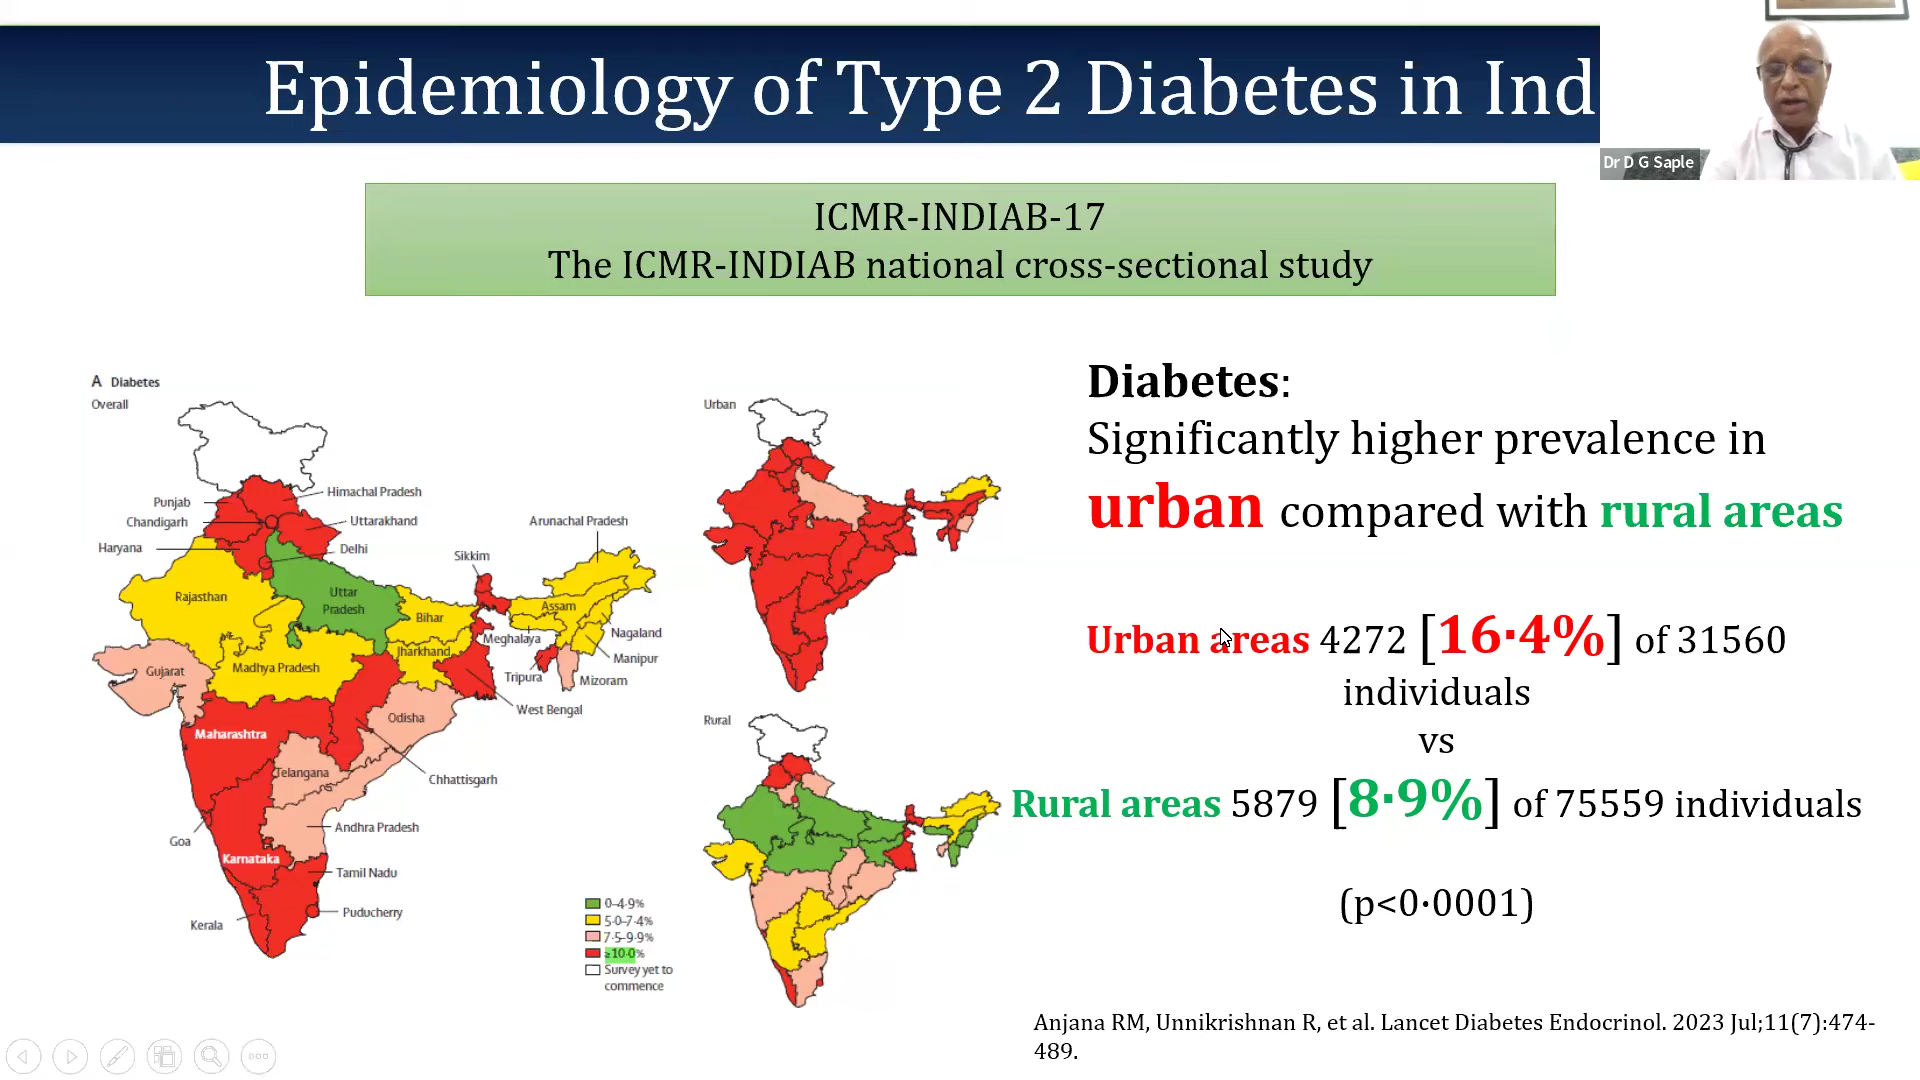 Epidemiology of Type 2 Diabetes in Ind
Dr D G Saple
ICMR-INDIAB-17
The ICMR-INDIAB national cross-sectional study
A Diabetes
Overall
Punjab
Himachal Pradesh
Chandigarh
Uttarakhand
Haryana
Delhi
Arunachal Pradesh
Sikkim
Rajasthan
Uttar
Pradesh
Bihar
Assam
Nagaland
Meghalaya
Jharkhand
Manipur
Gujarat
Madhya Pradesh
Tripura
Mizoram
West Bengal
Odisha
Maharashtra
Telangana
Chhattisgarh
Andhra Pradesh
Goa
Karnataka
Tamil Nadu
Puducherry
Kerala
0–4·9%
5·0–7·4%
7·5–9·9%
≥10·0%
Survey yet to
commence
Urban
Rural
Diabetes:
Significantly higher prevalence in
urban compared with rural areas
Urban areas 4272 [16·4%] of 31560
individuals
vs
Rural areas 5879 [8·9%] of 75559 individuals
(p<0·0001)
Anjana RM, Unnikrishnan R, et al. Lancet Diabetes Endocrinol. 2023 Jul;11(7):474-
489.